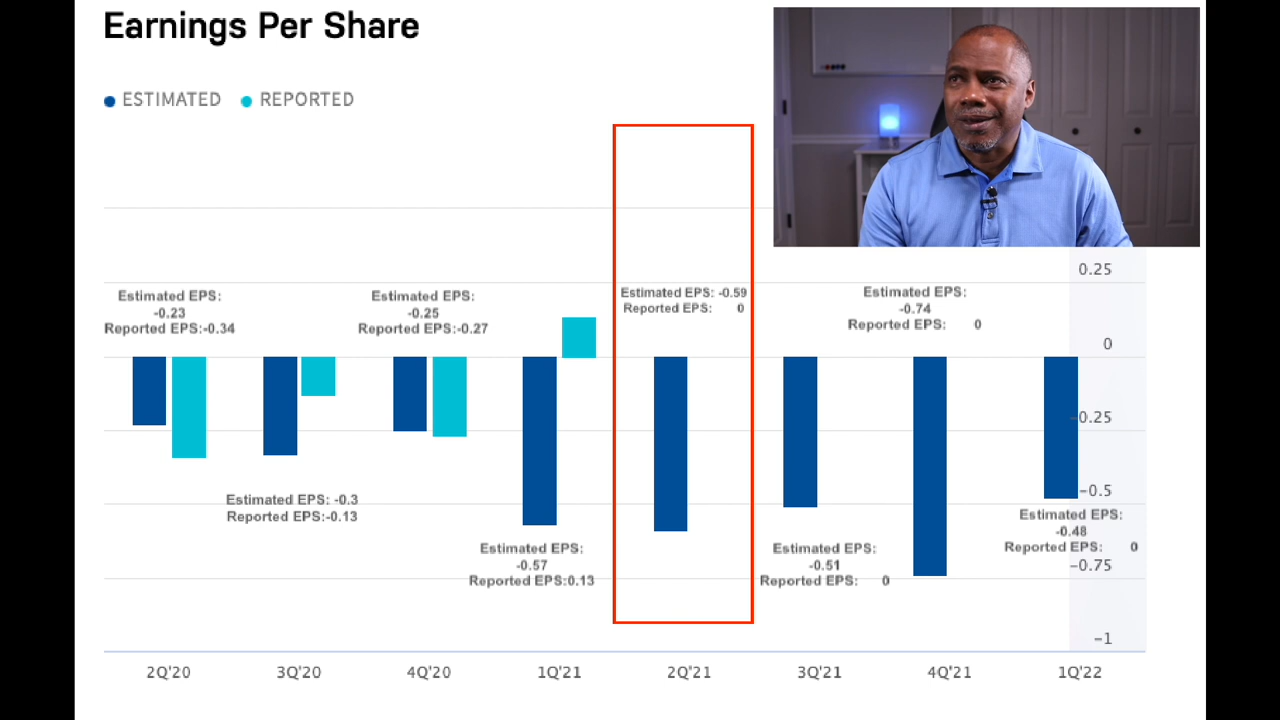 Earnings Per Share
ESTIMATED REPORTED
0.25
Estimated EPS:
-0.23
Reported EPS:-0.34
Estimated EPS: -0.3
Reported EPS:-0.13
Estimated EPS:
-0.25
Reported EPS:-0.27
Estimated EPS:
-0.57
Reported EPS:0.13
Estimated EPS: -0.59
Reported EPS: 0
Estimated EPS:
-0.51
Reported EPS: 0
Estimated EPS:
-0.74
Reported EPS: 0
Estimated EPS:
-0.48
Reported EPS: 0
0
-0.25
-0.5
-0.75
-1
2Q'20 3Q'20 4Q'20 1Q'21 2Q'21 3Q'21 4Q'21 1Q'22